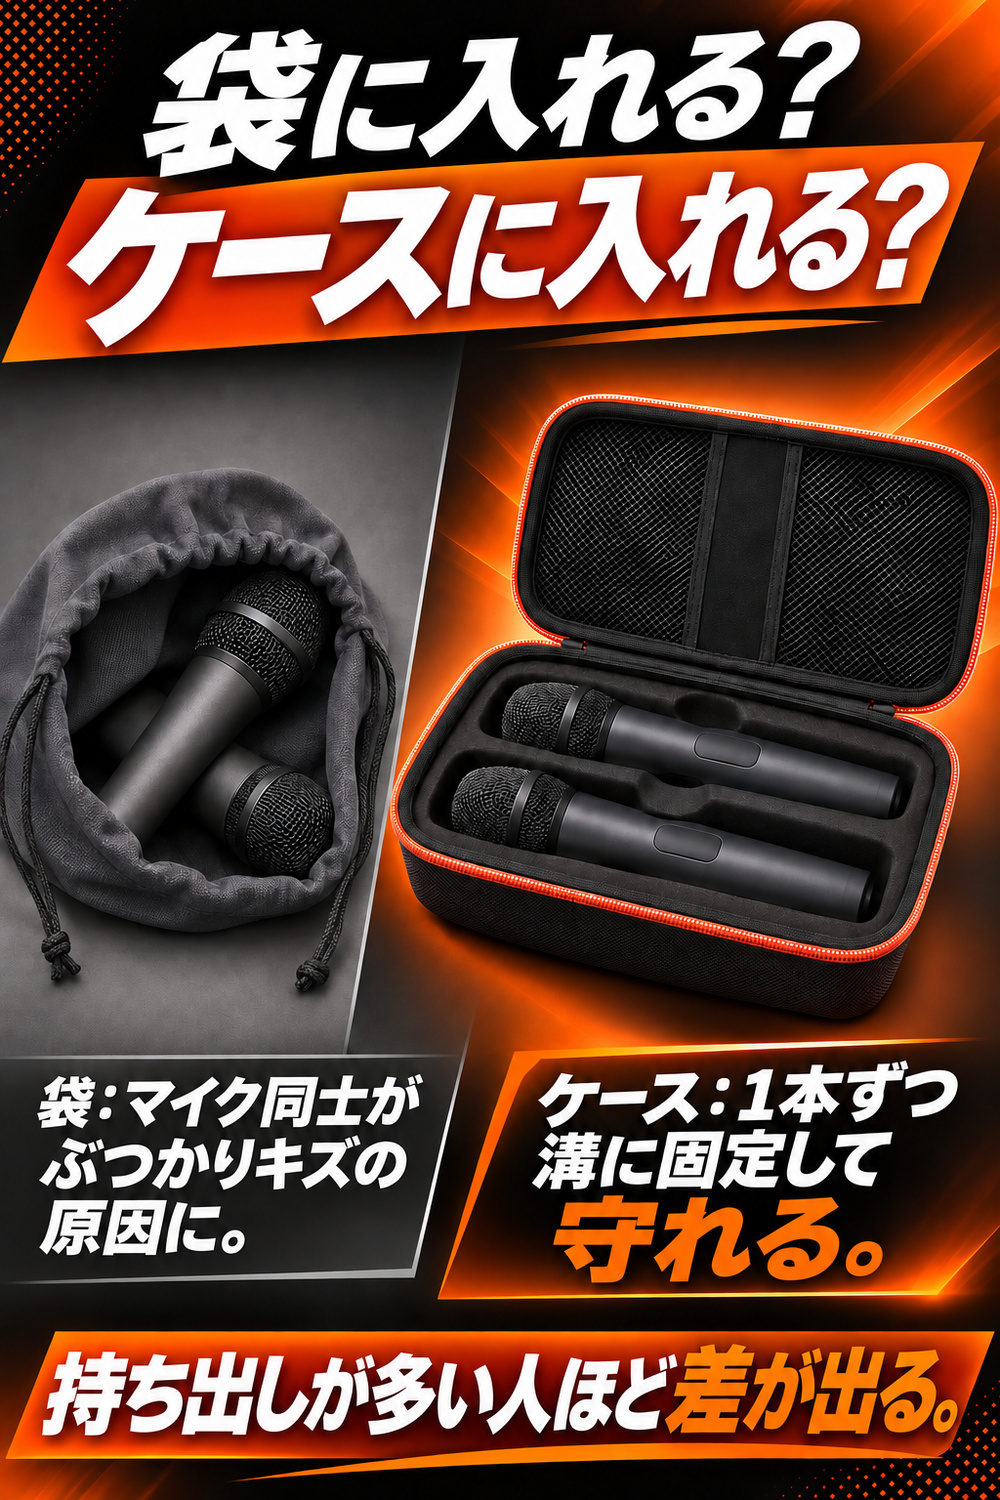 袋に入れる？
ケースに入れる？
袋：マイク同士が
ぶつかりキズの
原因に。
ケース：1本ずつ
溝に固定して
守れる。
持ち出しが多い人ほど差が出る。